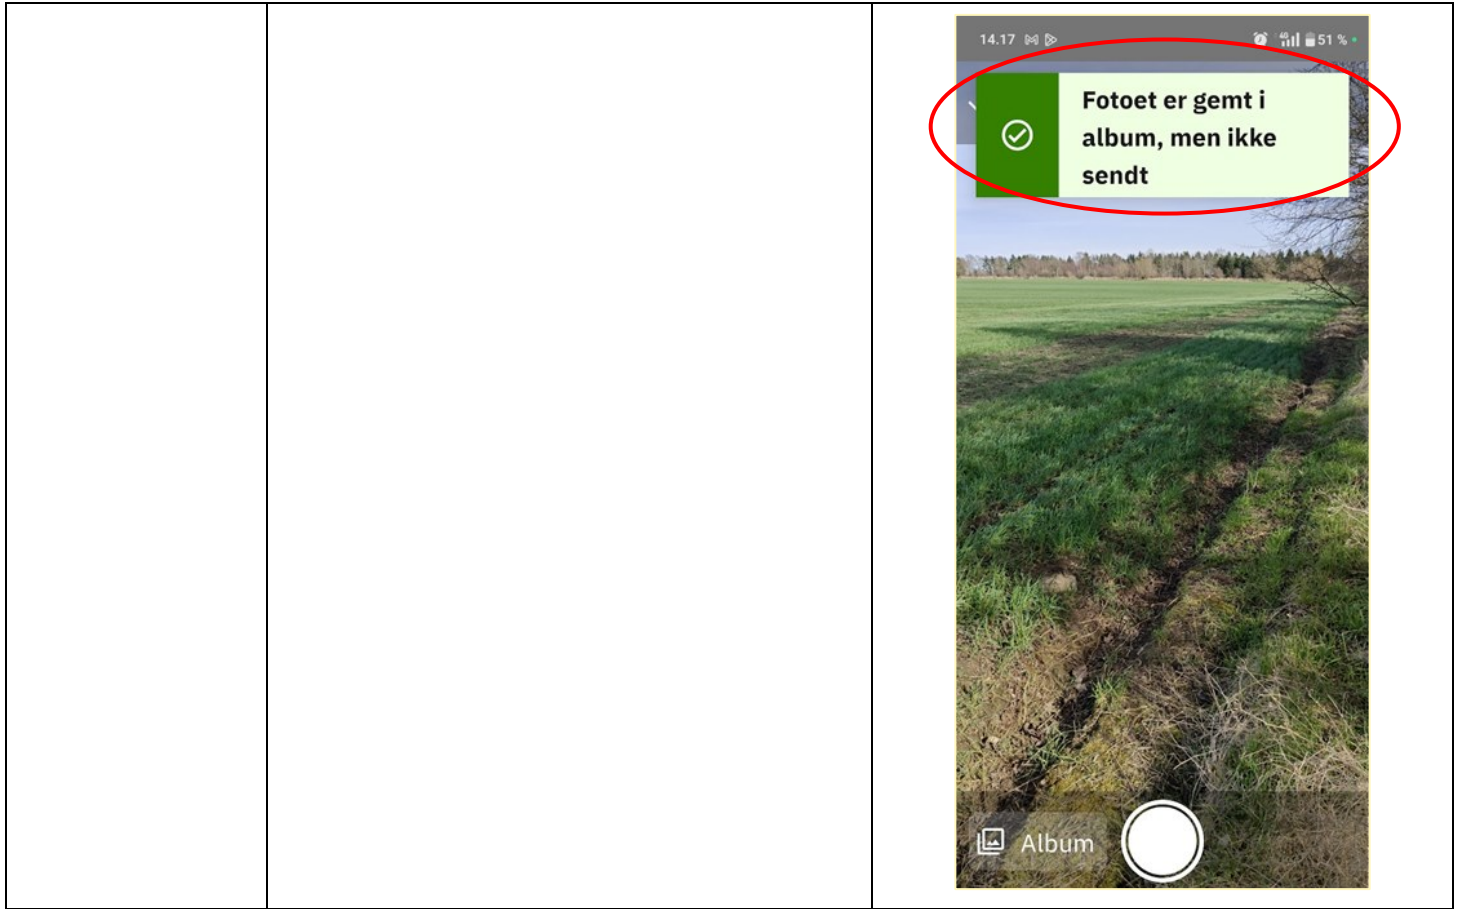 14.17 51 %
Fotoet er gemt i
album, men ikke
sendt
Album